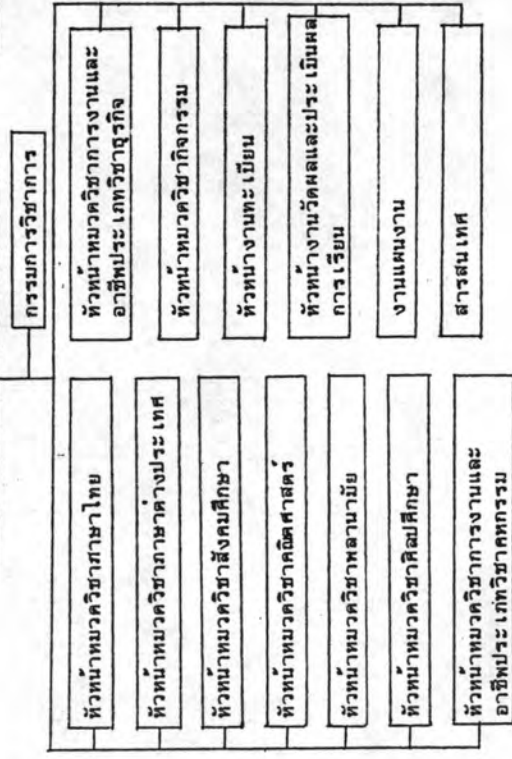 กรรมการวิชาการ
หัวหน้าหมวดวิชาภาษาไทย
หัวหน้าหมวดวิชาภาษาต่างประเทศ
หัวหน้าหมวดวิชาสังคมศึกษา
หัวหน้าหมวดวิชาคณิตศาสตร์
หัวหน้าหมวดวิชาพลานามัย
หัวหน้าหมวดวิชาศิลปศึกษา
หัวหน้าหมวดวิชาการงานและ
อาชีพประเภทวิชาคหกรรม
หัวหน้าหมวดวิชาการงานและ
อาชีพประเภทวิชาธุรกิจ
หัวหน้าหมวดวิชากิจกรรม
หัวหน้างานทะเบียน
หัวหน้างานวัดผลและประเมินผล
การเรียน
งานแผนงาน
สารสนเทศ